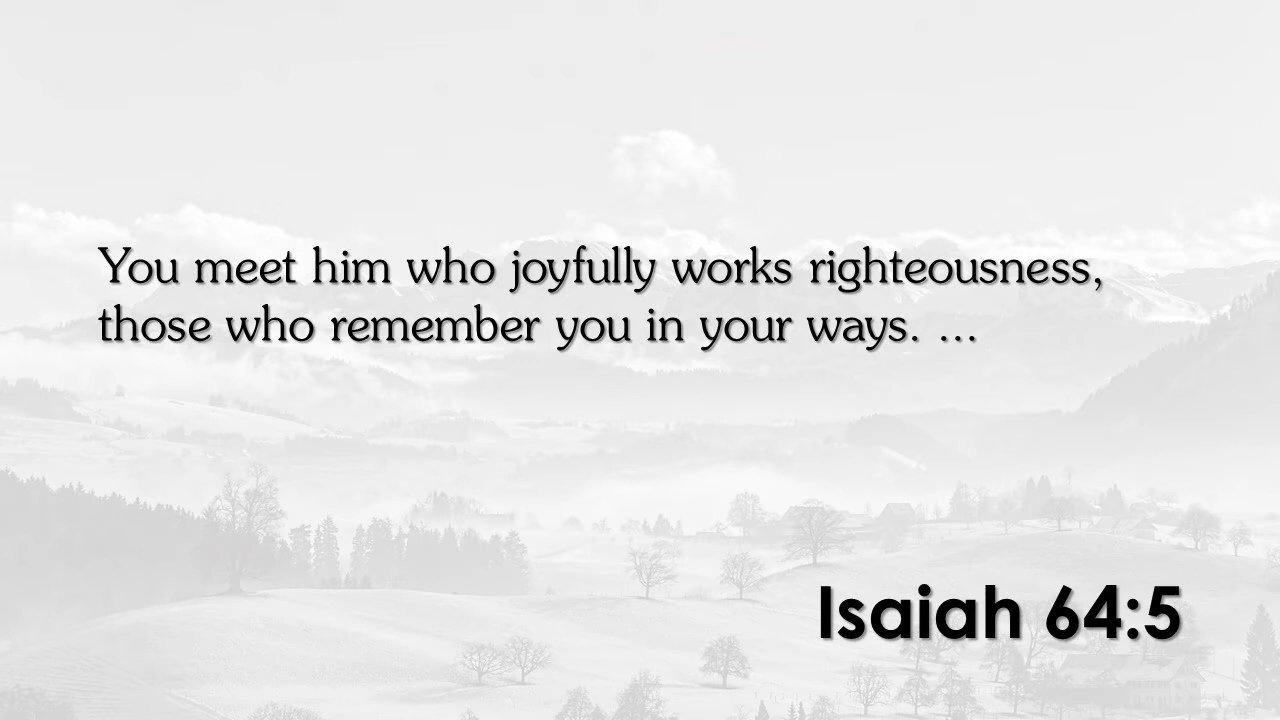 You meet him who joyfully works righteousness,
those who remember you in your ways. ...
Isaiah 64:5